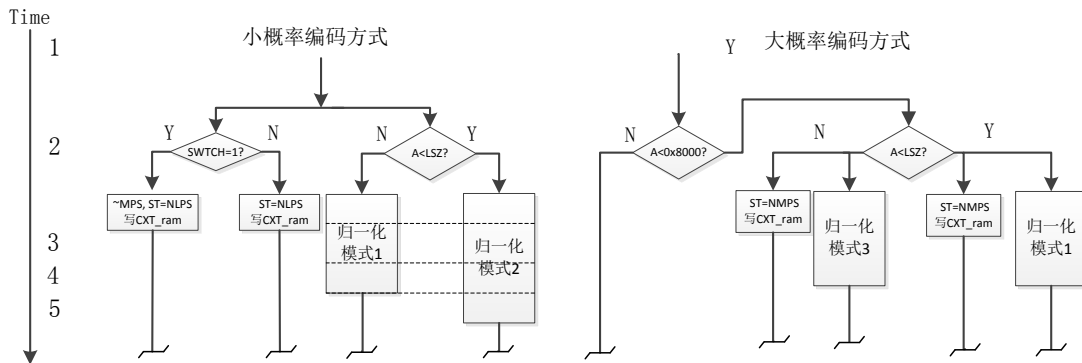 Time
1
2
3
4
5
小概率编码方式
Y
SWTCH=1?
N
N
A<LSZ?
Y
~MPS, ST=NLPS
写CXT_ram
ST=NLPS
写CXT_ram
归一化
模式1
归一化
模式2
Y
大概率编码方式
N
A<0x8000?
N
A<LSZ?
Y
ST=NMPS
写CXT_ram
归一化
模式3
ST=NMPS
写CXT_ram
归一化
模式1